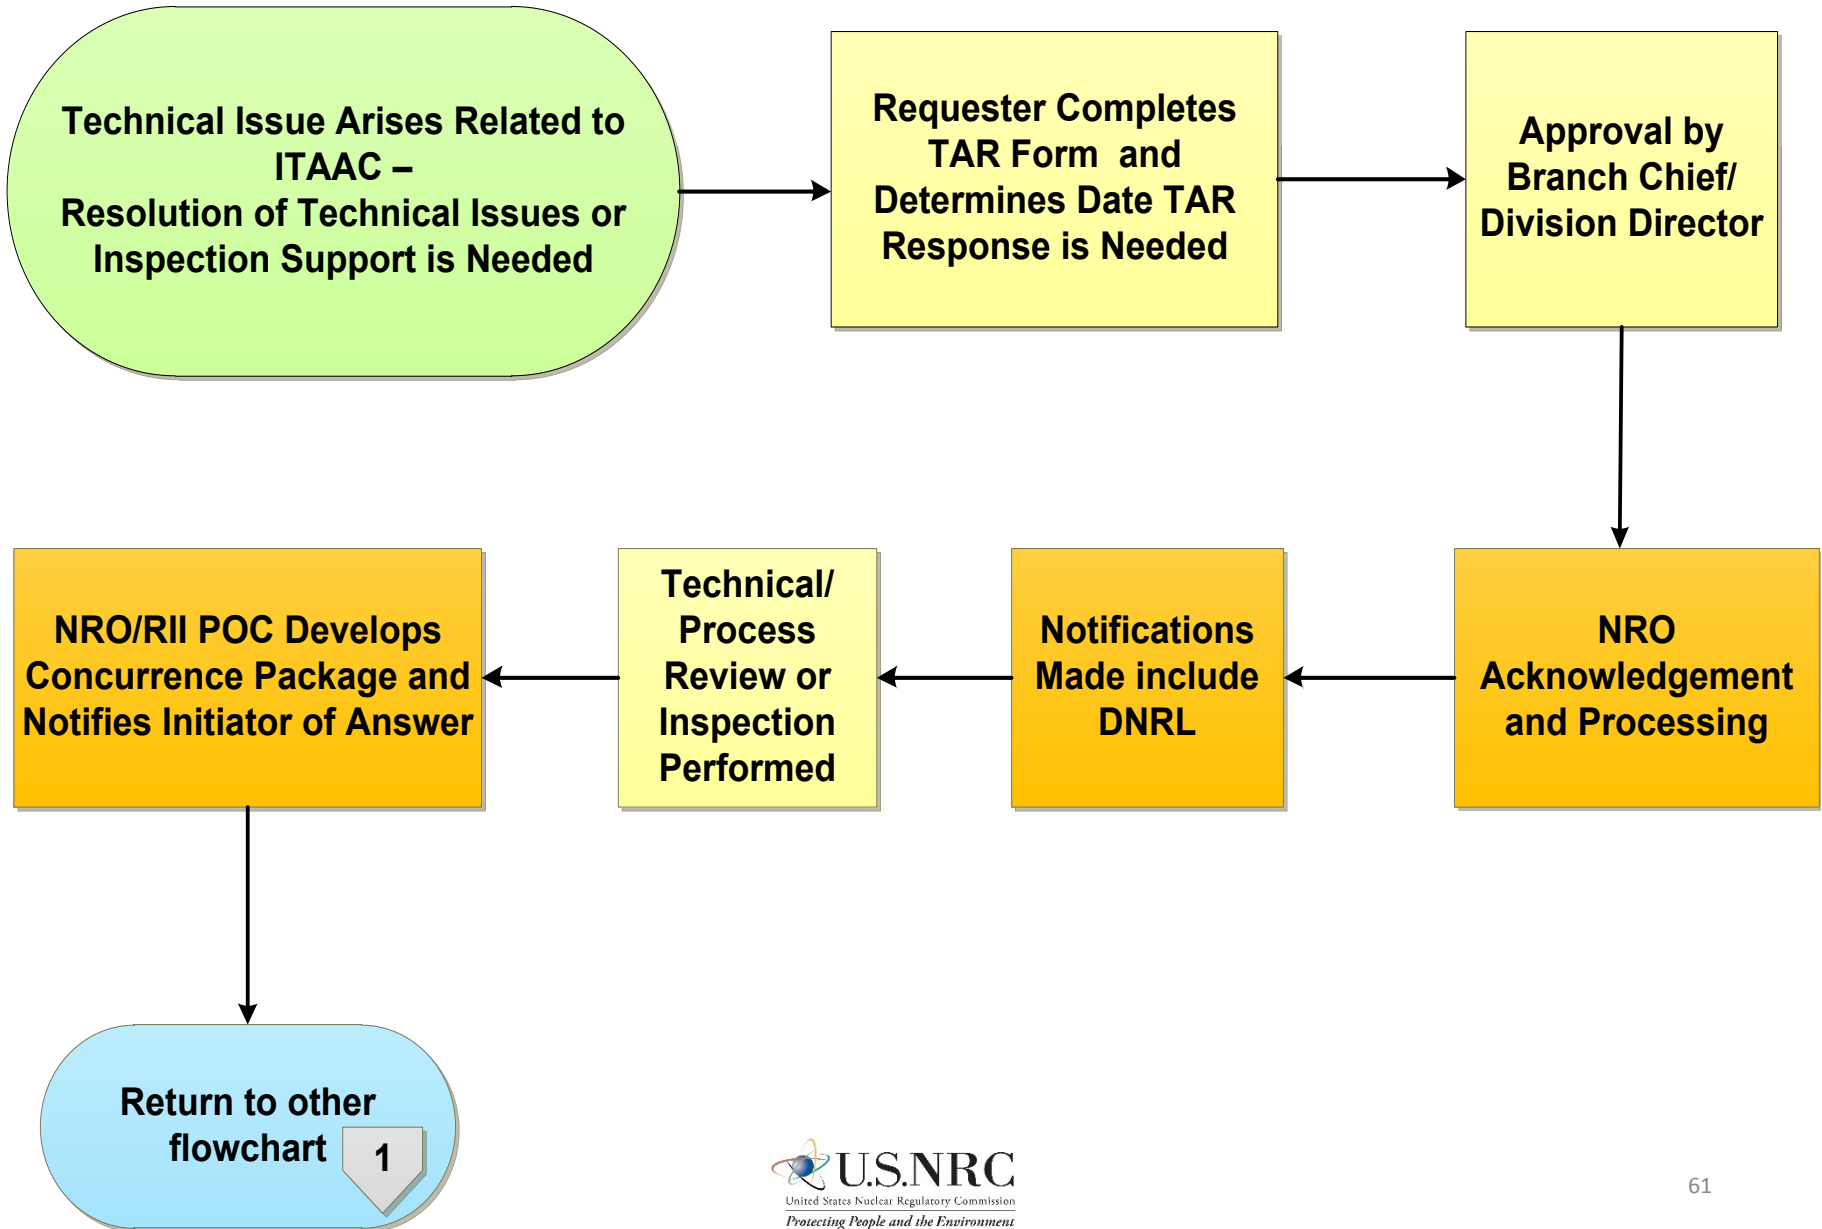 Technical Issue Arises Related to
ITAAC –
Resolution of Technical Issues or
Inspection Support is Needed
Requester Completes
TAR Form and
Determines Date TAR
Response is Needed
Approval by
Branch Chief/
Division Director
NRO
Acknowledgement
and Processing
Notifications
Made include
DNRL
Technical/
Process
Review or
Inspection
Performed
NRO/RII POC Develops
Concurrence Package and
Notifies Initiator of Answer
Return to other
flowchart
1
U.S.NRC
United States Nuclear Regulatory Commission
Protecting People and the Environment
61